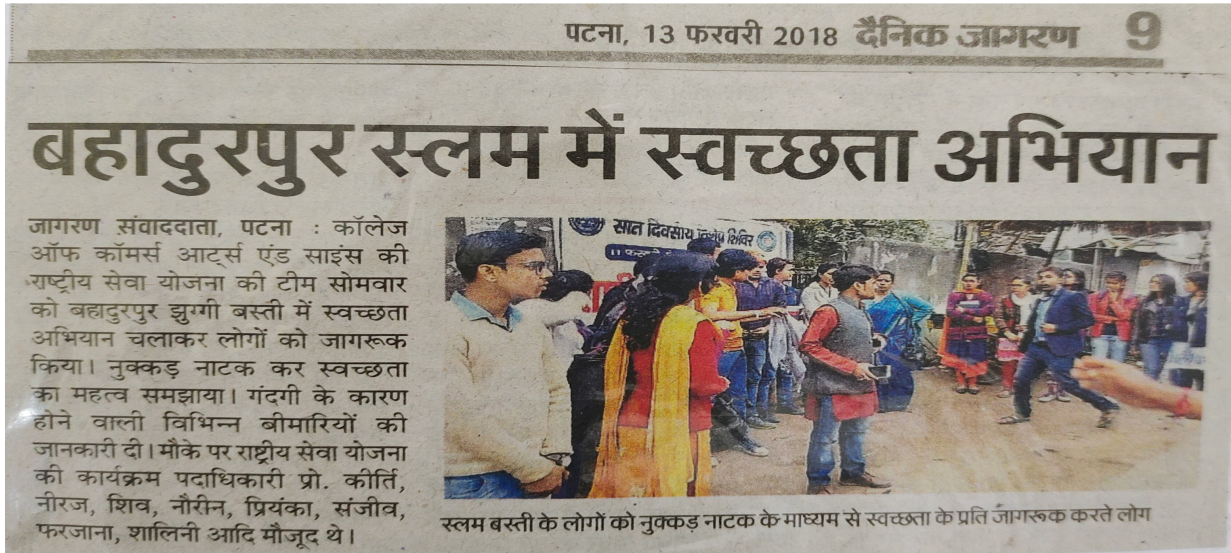 पटना, 13 फरवरी 2018 दैनिक जागरण 9
बहादुरपुर स्लम में स्वच्छता अभियान
जागरण संवाददाता, पटना : कॉलेज
ऑफ कॉमर्स आर्ट्स एंड साइंस की
राष्ट्रीय सेवा योजना की टीम सोमवार
को बहादुरपुर झुग्गी बस्ती में स्वच्छता
अभियान चलाकर लोगों को जागरूक
किया। नुक्कड़ नाटक कर स्वच्छता
का महत्व समझाया। गंदगी के कारण
होने वाली विभिन्न बीमारियों की
जानकारी दी। मौके पर राष्ट्रीय सेवा योजना
की कार्यक्रम पदाधिकारी प्रो. कीर्ति,
नीरज, शिव, नौरीन, प्रियंका, संजीव,
फरजाना, शालिनी आदि मौजूद थे।
सात दिवसीय शिविर
स्लम बस्ती के लोगों को नुक्कड़ नाटक के माध्यम से स्वच्छता के प्रति जागरूक करते लोग